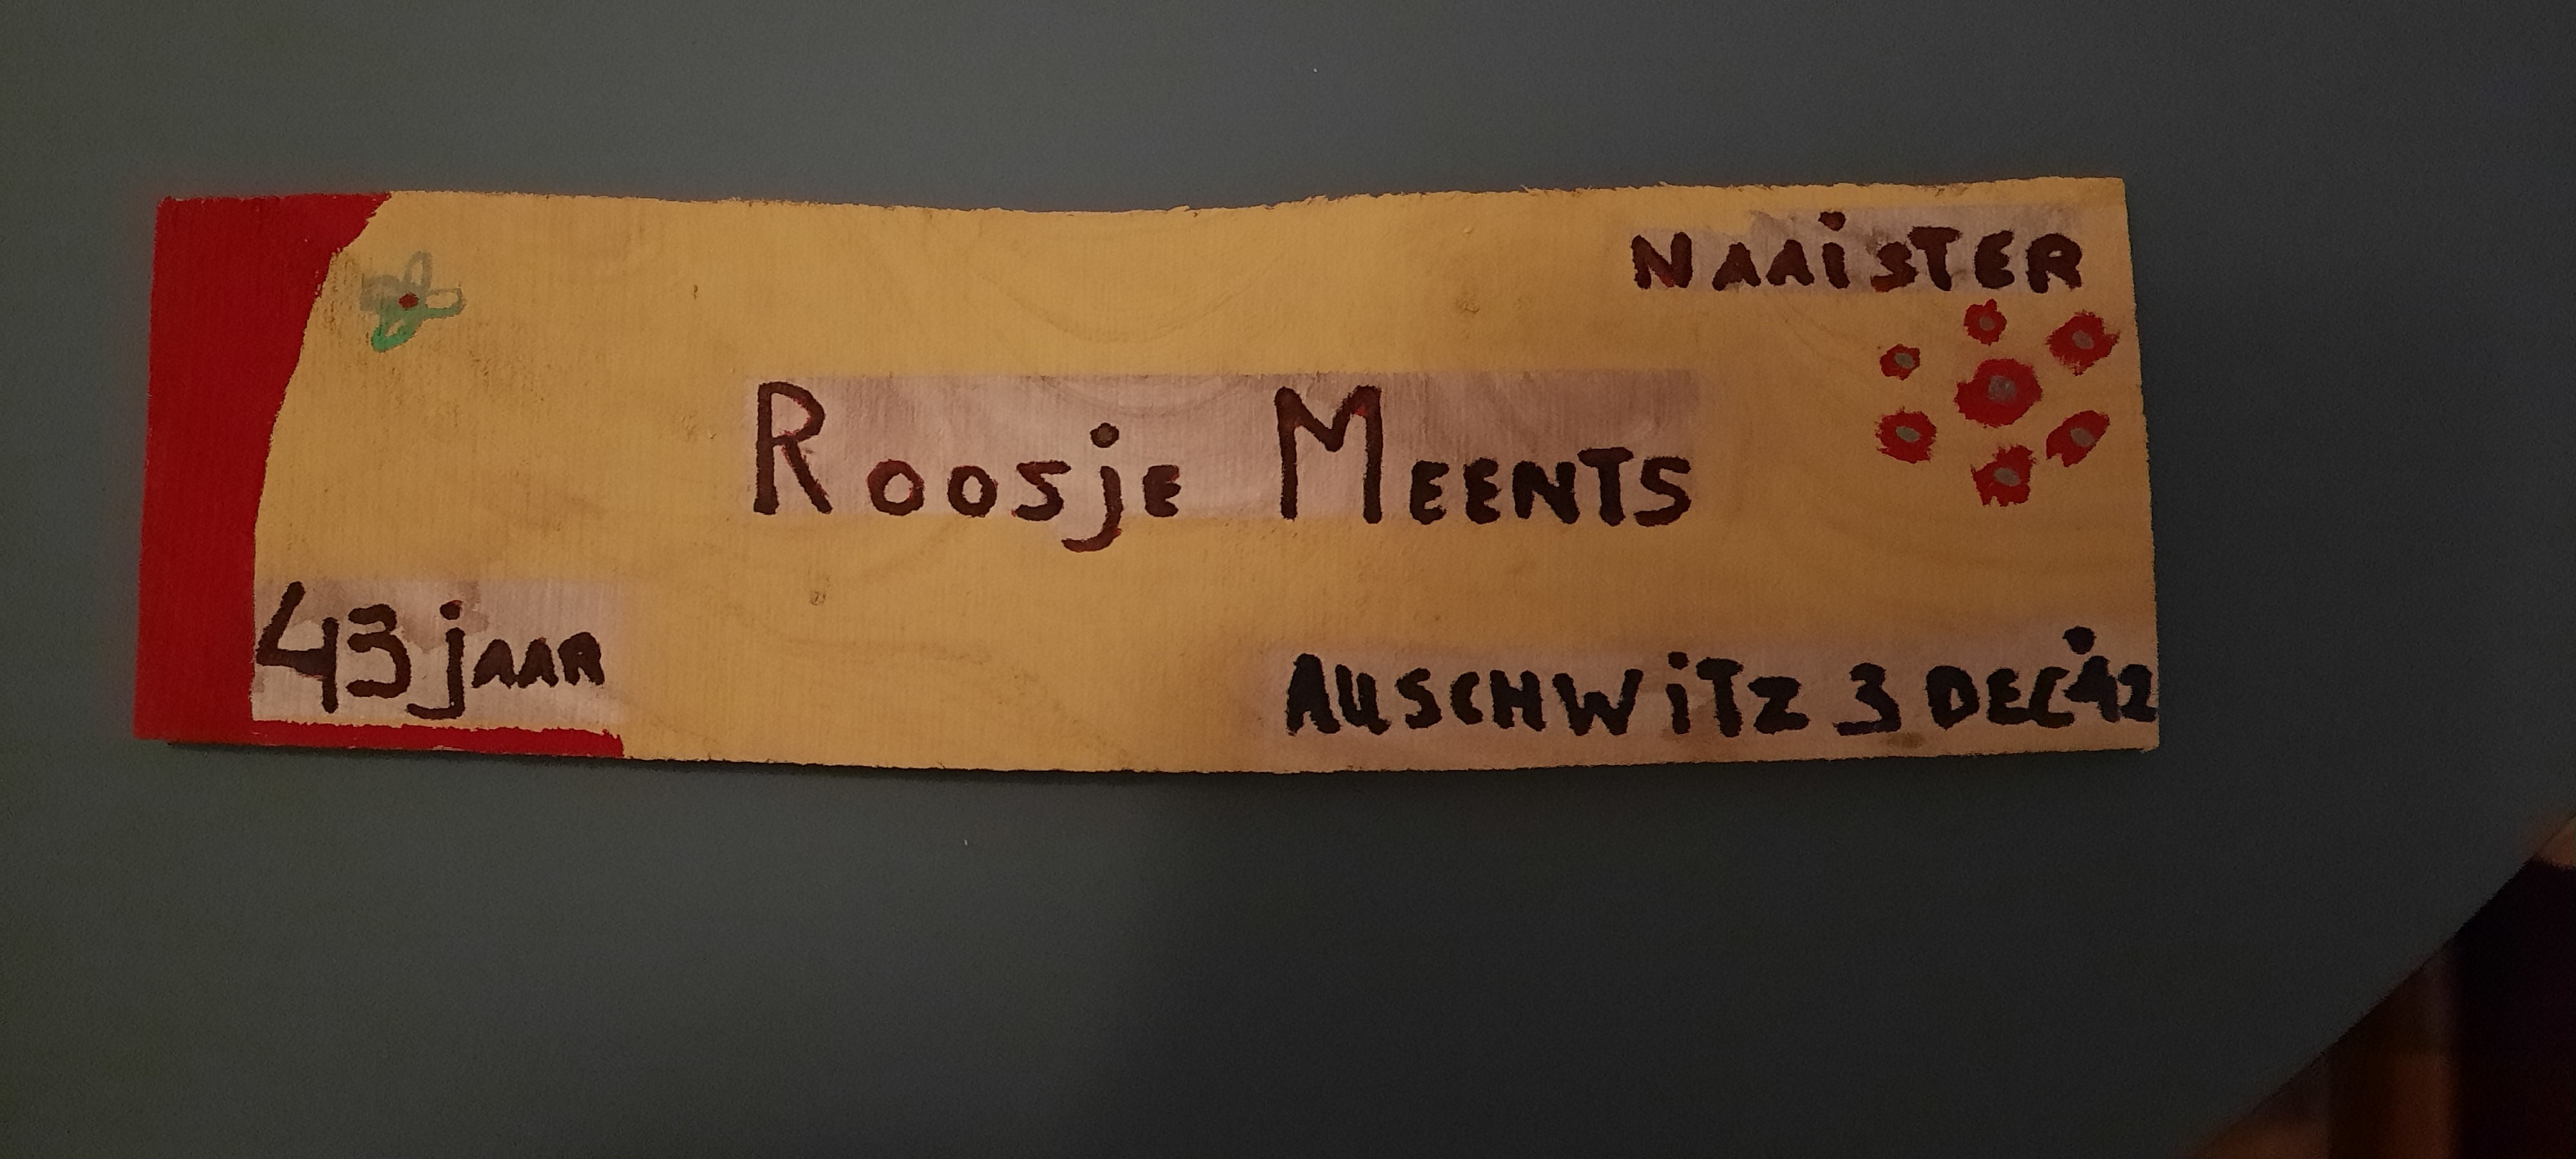 NAAiSTER
Roosje MEENTS
43 jAAR
AUSCHWiTZ 3 DEC '42